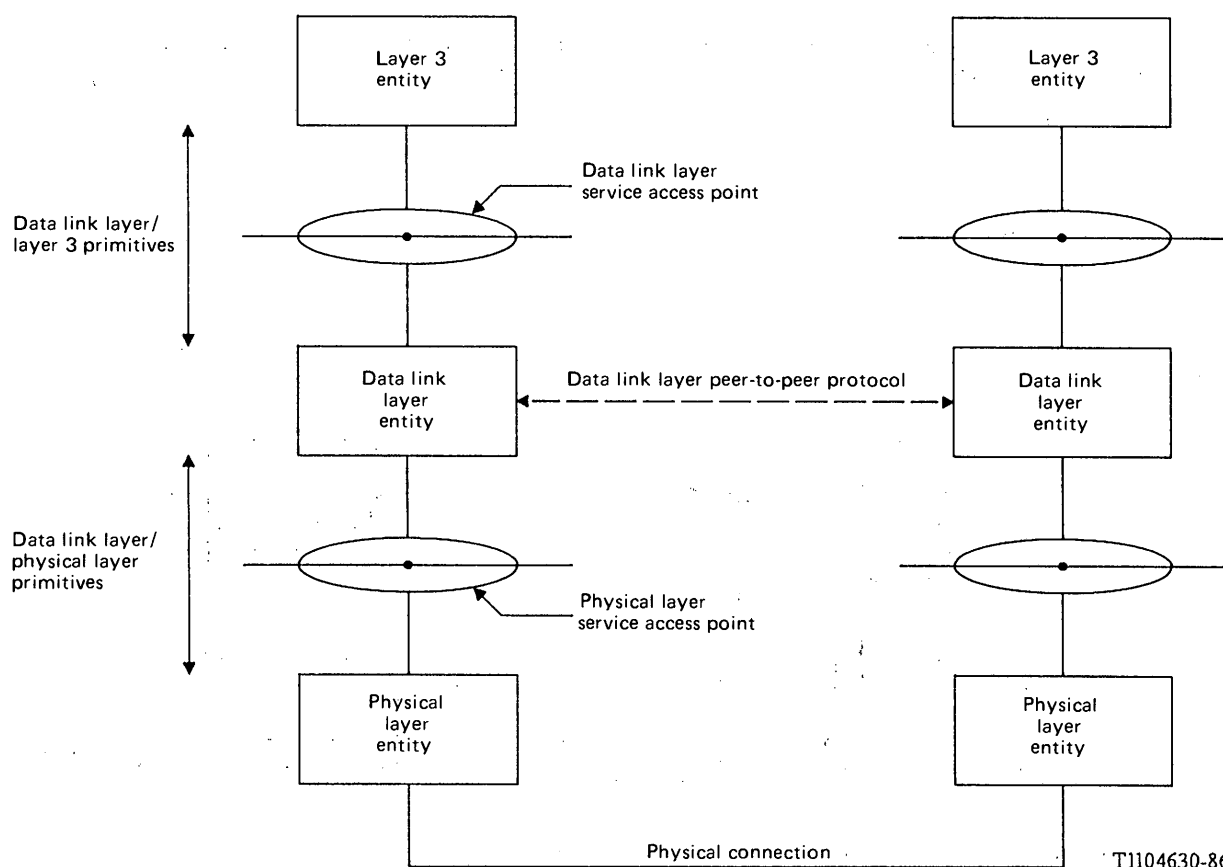 Layer 3
entity
Layer 3
entity
Data link layer
service access point
Data link layer/
layer 3 primitives
Data link
layer
entity
Data link layer peer-to-peer protocol
Data link
layer
entity
Data link layer/
physical layer
primitives
Physical layer
service access point
Physical
layer
entity
Physical
layer
entity
Physical connection
T1104630-86